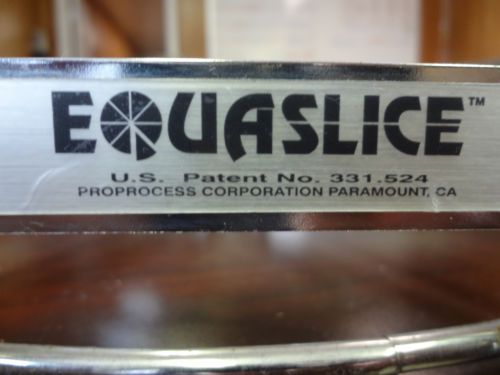 EQUASLICE™
U.S. Patent No. 331.524
PROPROCESS CORPORATION PARAMOUNT, CA